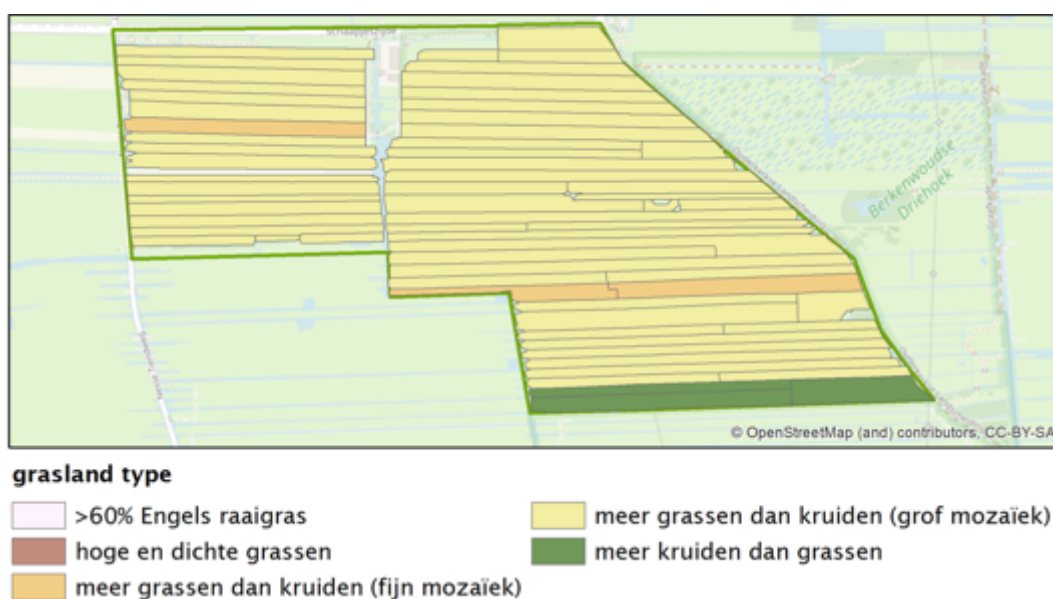 Berkenwoudse
Driehoek
© OpenStreetMap (and) contributors, CC-BY-SA
grasland type
>60% Engels raaigras
hoge en dichte grassen
meer grassen dan kruiden (fijn mozaïek)
meer grassen dan kruiden (grof mozaïek)
meer kruiden dan grassen